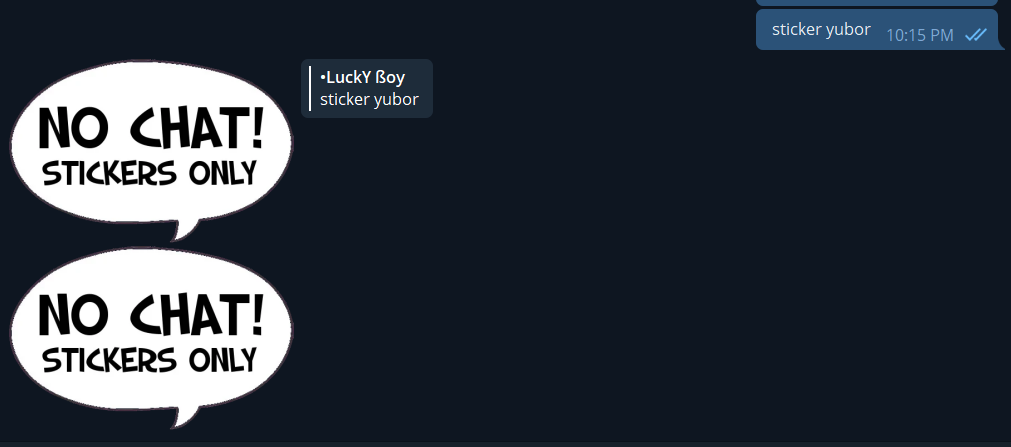 sticker yubor 10:15 PM
•LuckY ßoy
sticker yubor
NO CHAT!
STICKERS ONLY
NO CHAT!
STICKERS ONLY